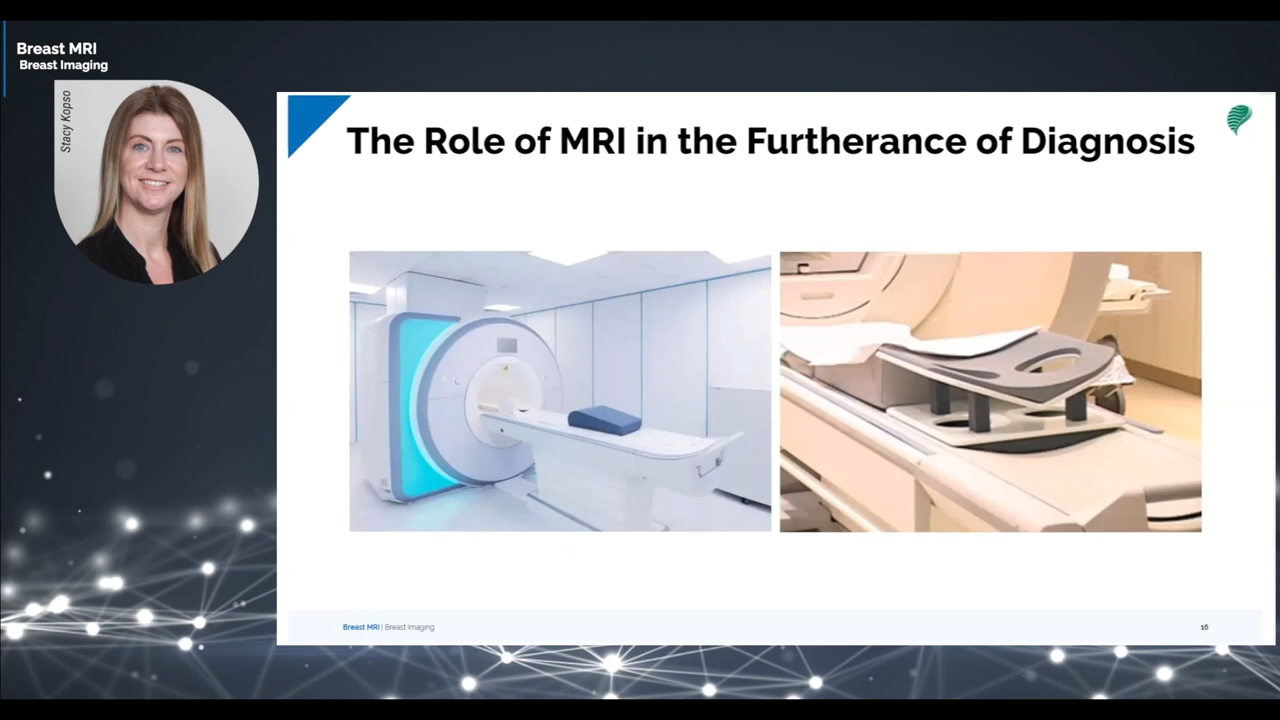 Breast MRI
Breast Imaging
Stacy Kopso
The Role of MRI in the Furtherance of Diagnosis
Breast MRI | Breast Imaging
16